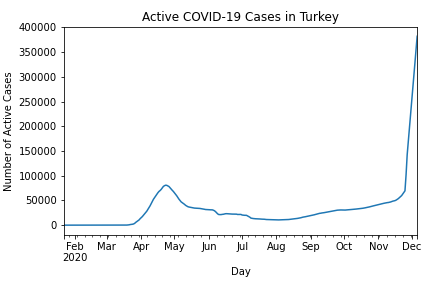 Active COVID-19 Cases in Turkey
400000
350000
300000
250000
200000
150000
100000
50000
0
Number of Active Cases
Feb Mar Apr May Jun Jul Aug Sep Oct Nov Dec
2020
Day